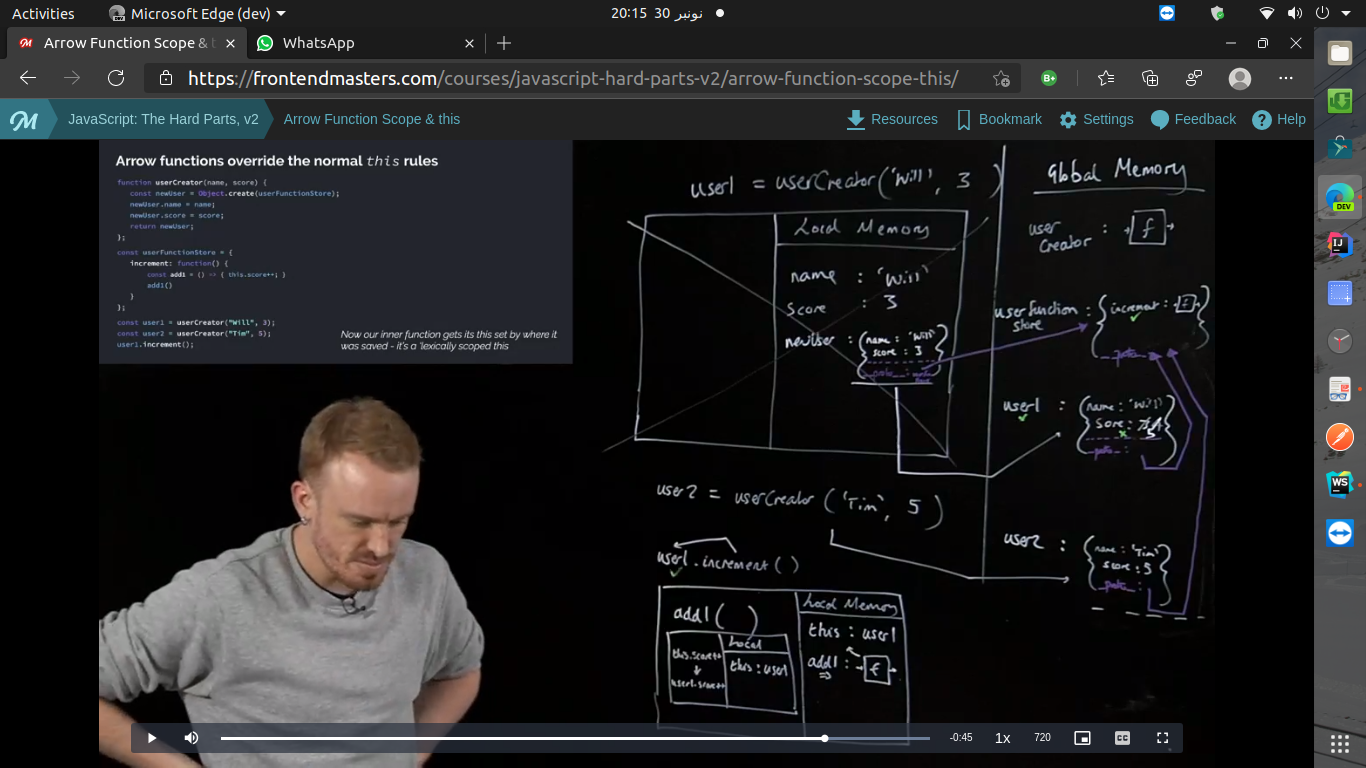 Activities
Microsoft Edge (dev)
20:15 30 نونبر
Arrow Function Scope & t
WhatsApp
https://frontendmasters.com/courses/javascript-hard-parts-v2/arrow-function-scope-this/
B+
M
JavaScript: The Hard Parts, v2
Arrow Function Scope & this
Resources
Bookmark
Settings
Feedback
Help
Arrow functions override the normal this rules
function userCreator(name, score) {
const newUser = Object.create(userFunctionStore);
newUser.name = name;
newUser.score = score;
return newUser;
};
const userFunctionStore = {
increment: function() {
const add1 = () => { this.score++; }
add1()
}
};
const user1 = userCreator("Will", 3);
const user2 = userCreator("Tim", 5);
user1.increment();
Now our inner function gets its this set by where it
was saved - it's a 'lexically scoped this
user1 = userCreator('Will', 3 )
Local Memory
name : 'Will'
Score : 3
newUser : {name : 'Will'
score : 3
__proto__ :
}
user2 = userCreator ('Tim', 5 )
user1.increment()
add1( )
Local
this.score++
↓
user1.score++
this : user1
Local Memory
this : user1
add1 : f
⇒
Global Memory
user
Creator : f
userfunction
store : {increment : f
__proto__
}
user1 : {name : 'Will'
Score : 5
__proto__ :
}
user2 : {name : 'Tim'
score : 5
__proto__ :
}
-0:45
1x
720
CC
DEV
IJ
WS